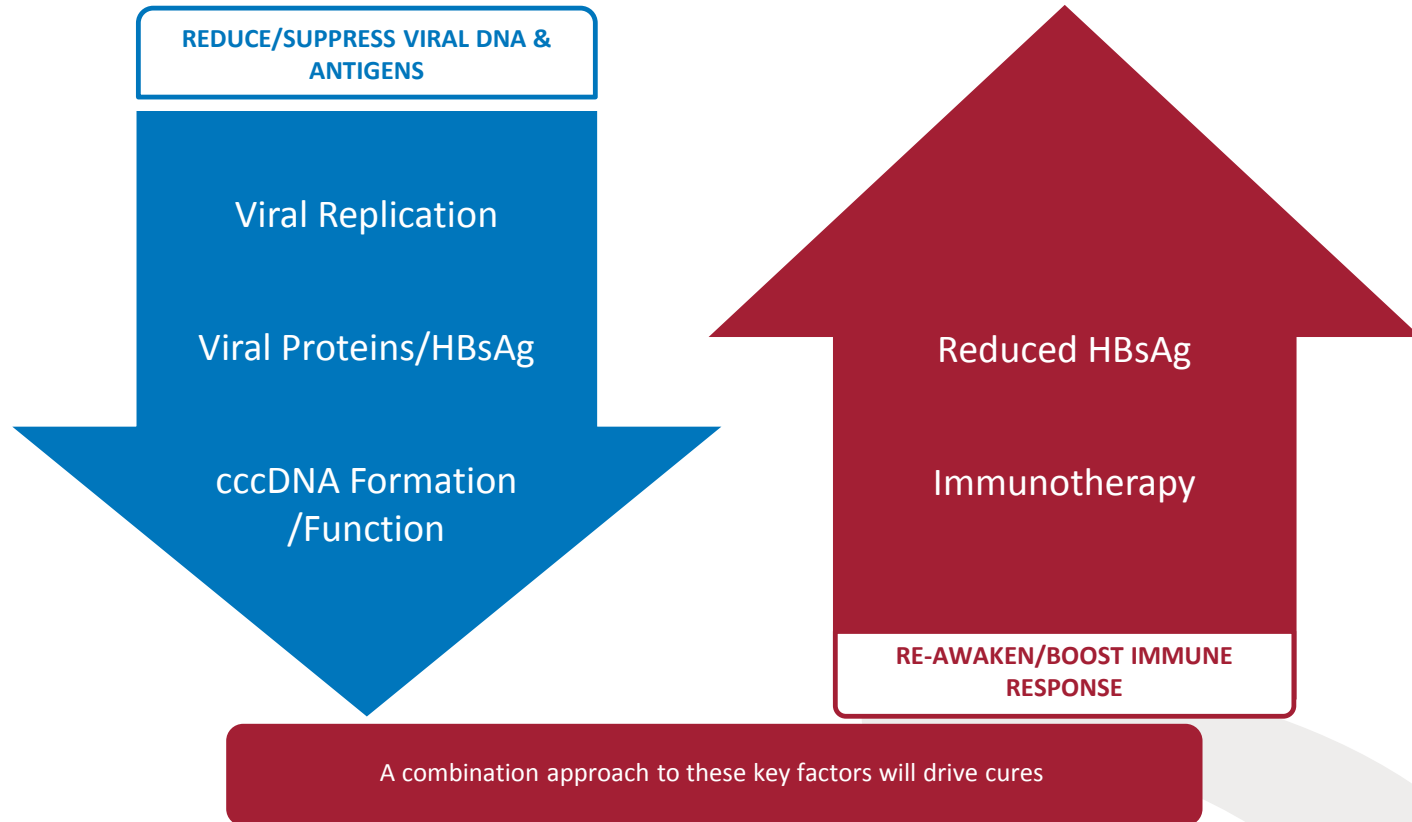 REDUCE/SUPPRESS VIRAL DNA &
ANTIGENS
Viral Replication
Viral Proteins/HBsAg
cccDNA Formation
/Function
Reduced HBsAg
Immunotherapy
RE-AWAKEN/BOOST IMMUNE
RESPONSE
A combination approach to these key factors will drive cures